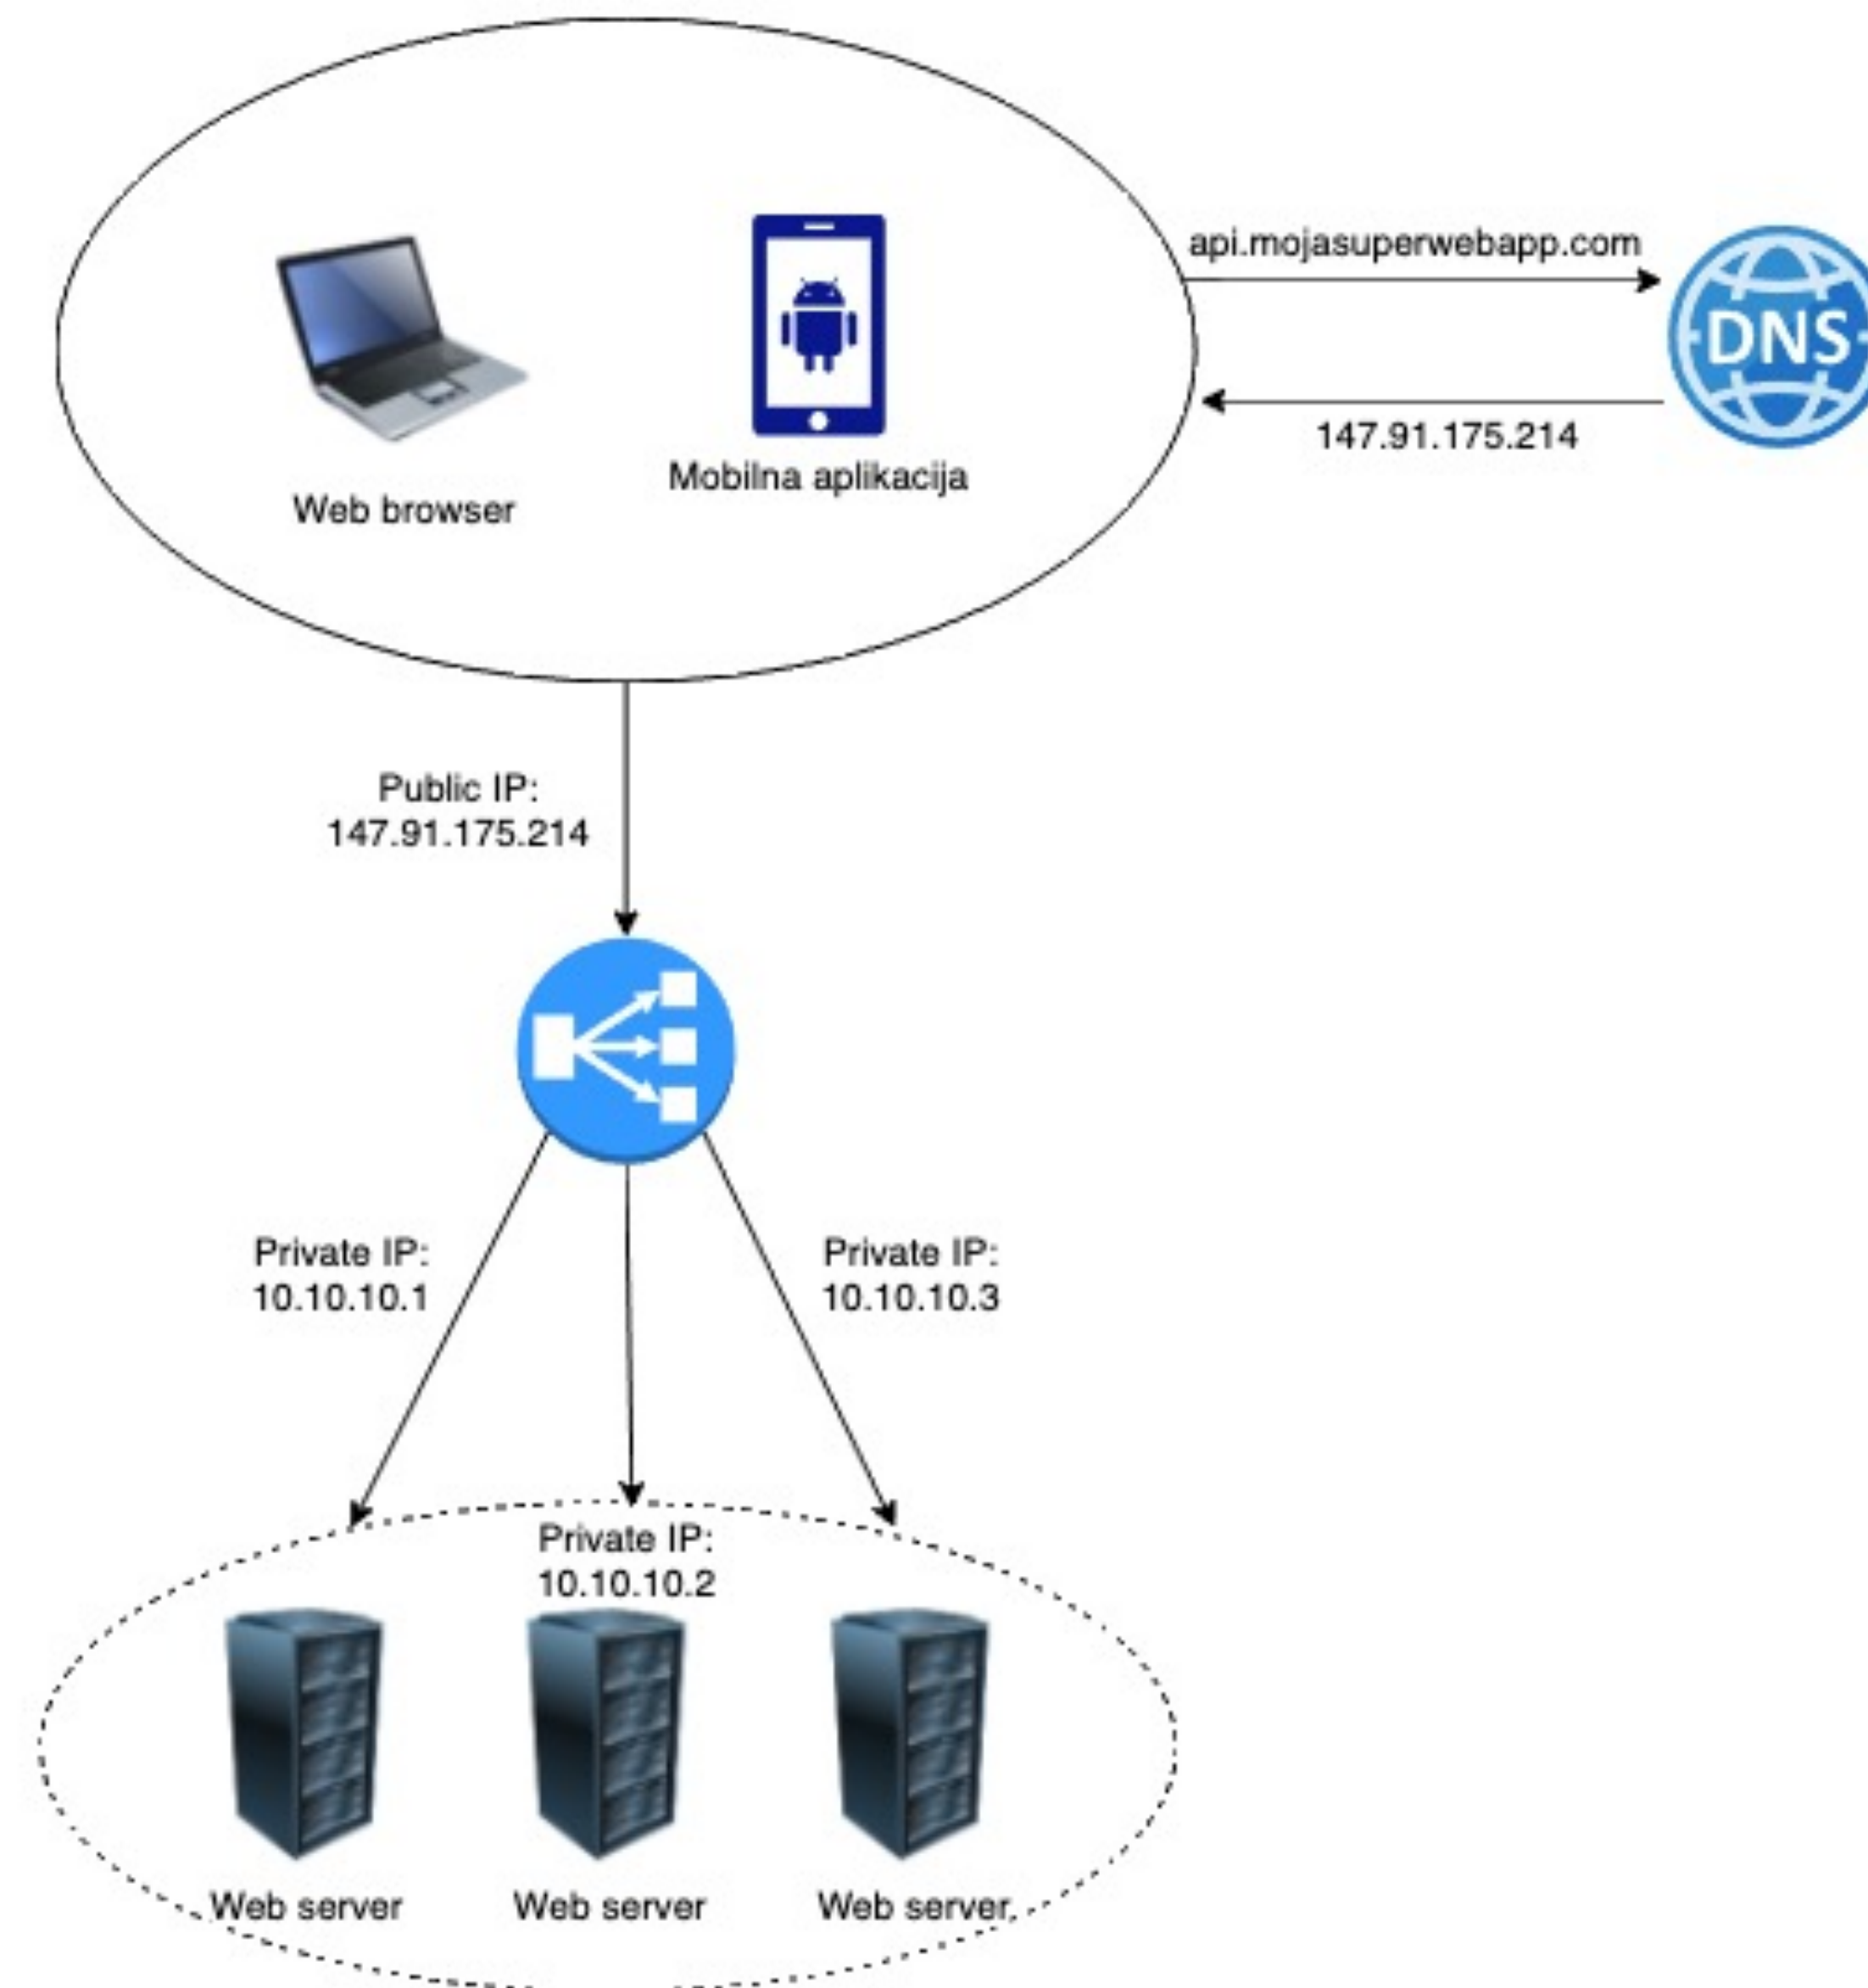 api.mojasuperwebapp.com
DNS
147.91.175.214
Mobilna aplikacija
Web browser
Public IP:
147.91.175.214
Private IP:
10.10.10.1
Private IP:
10.10.10.3
Private IP:
10.10.10.2
Web server
Web server
Web server